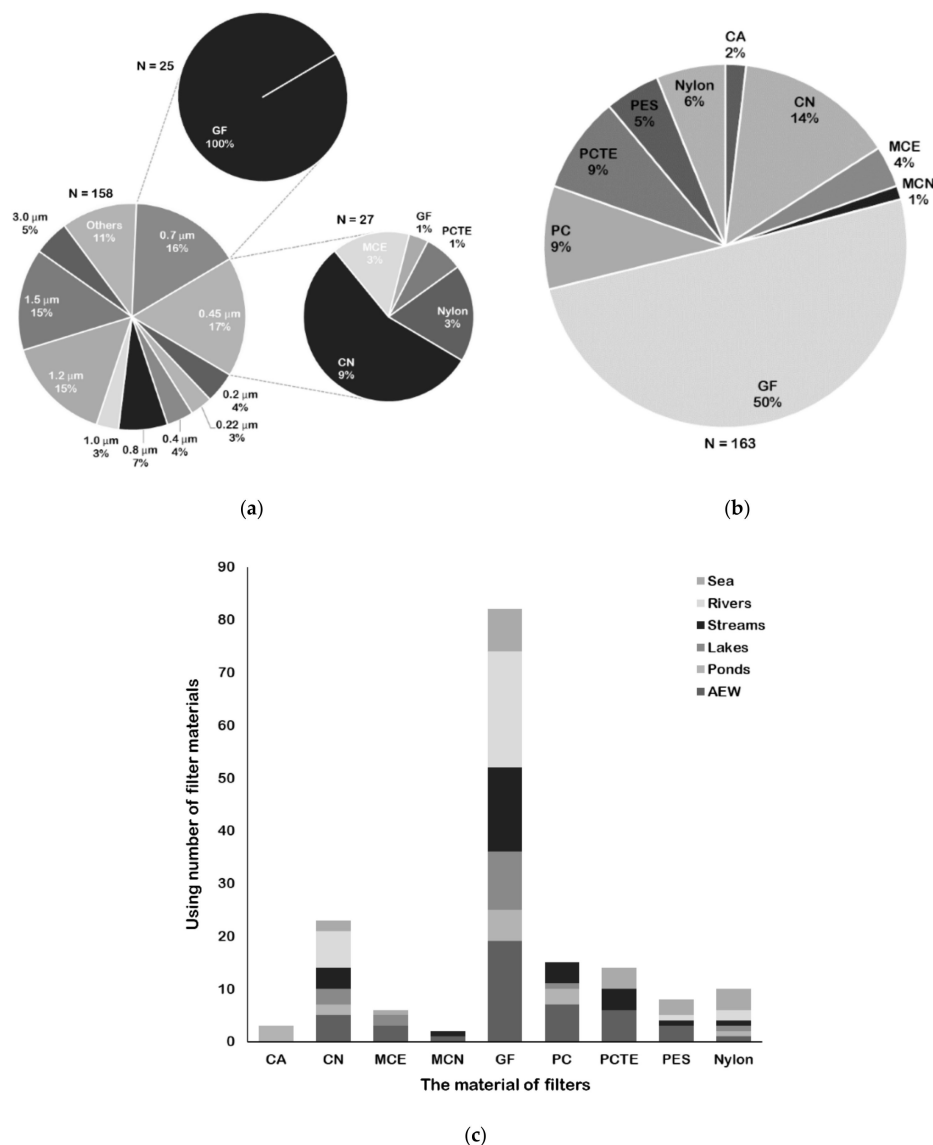 N = 25
GF
100%
N = 158
Others
11%
0.7 μm
16%
0.45 μm
17%
0.2 μm
4%
0.22 μm
3%
0.4 μm
4%
0.8 μm
7%
1.0 μm
3%
1.2 μm
15%
1.5 μm
15%
3.0 μm
5%
N = 27
MCE
3%
GF
1%
PCTE
1%
Nylon
3%
CN
9%
(a)
CA
2%
CN
14%
MCE
4%
MCN
1%
GF
50%
PC
9%
PCTE
9%
PES
5%
Nylon
6%
N = 163
(b)
Using number of filter materials
90
80
70
60
50
40
30
20
10
0
Sea
Rivers
Streams
Lakes
Ponds
AEW
CA CN MCE MCN GF PC PCTE PES Nylon
The material of filters
(c)